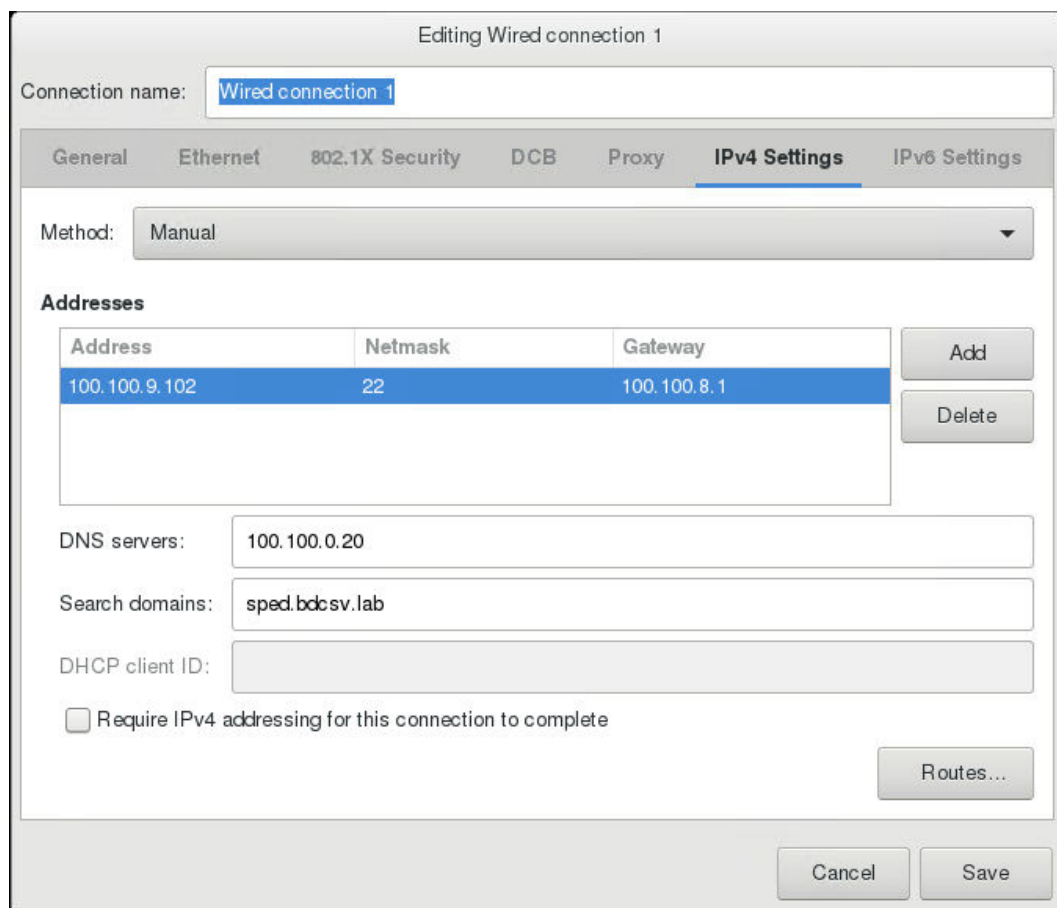 Editing Wired connection 1
Connection name: Wired connection 1
General Ethernet 802.1X Security DCB Proxy IPv4 Settings IPv6 Settings
Method: Manual
Addresses
Address Netmask Gateway
Add
100.100.9.102 22 100.100.8.1
Delete
DNS servers: 100.100.0.20
Search domains: sped.bdcsv.lab
DHCP client ID:
Require IPv4 addressing for this connection to complete
Routes...
Cancel Save